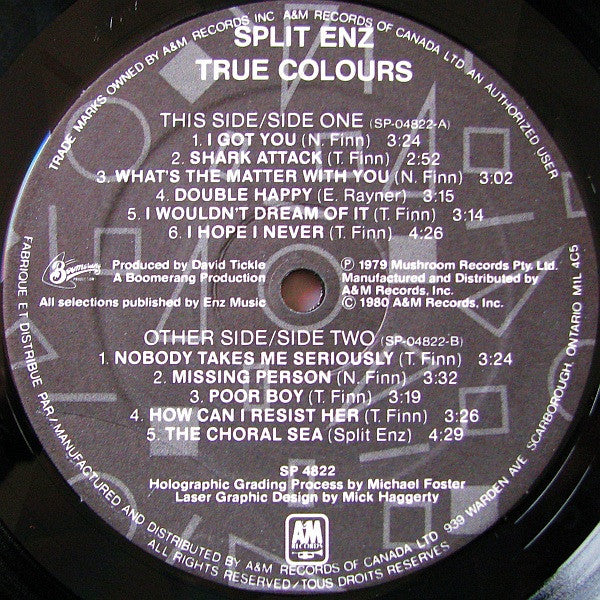 TRADE MARKS OWNED BY A&M RECORDS INC A&M RECORDS OF CANADA LTD AN AUTHORIZED USER
SPLIT ENZ
TRUE COLOURS
THIS SIDE/SIDE ONE (SP-04822-A)
1. I GOT YOU (N. Finn) 3:24
2. SHARK ATTACK (T. Finn) 2:52
3. WHAT'S THE MATTER WITH YOU (N. Finn) 3:02
4. DOUBLE HAPPY (E. Rayner) 3:15
5. I WOULDN'T DREAM OF IT (T. Finn) 3:14
6. I HOPE I NEVER (T. Finn) 4:26
Boomerang
Produced by David Tickle
A Boomerang Production
All selections published by Enz Music
Ⓟ 1979 Mushroom Records Pty. Ltd.
Manufactured and Distributed by
A&M Records, Inc.
© 1980 A&M Records, Inc.
OTHER SIDE/SIDE TWO (SP-04822-B)
1. NOBODY TAKES ME SERIOUSLY (T. Finn) 3:24
2. MISSING PERSON (N. Finn) 3:32
3. POOR BOY (T. Finn) 3:19
4. HOW CAN I RESIST HER (T. Finn) 3:26
5. THE CHORAL SEA (Split Enz) 4:29
SP 4822
Holographic Grading Process by Michael Foster
Laser Graphic Design by Mick Haggerty
A&M
RECORDS
FABRIQUE ET DISTRIBUE PAR/MANUFACTURED AND DISTRIBUTED BY A&M RECORDS OF CANADA LTD 939 WARDEN AVE SCARBOROUGH, ONTARIO M1L 4C5
ALL RIGHTS RESERVED/TOUS DROITS RESERVÉS